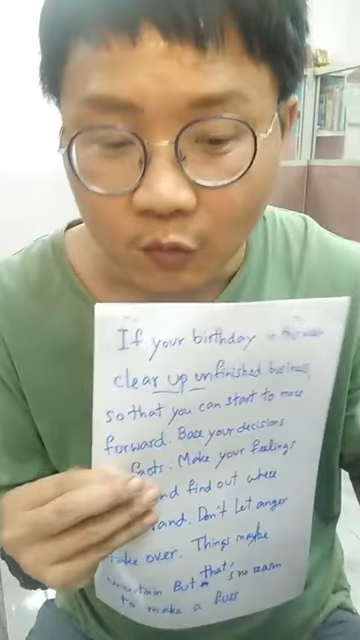 If your birthday
clear up unfinished business
so that you can start to move
forward. Base your decisions
facts. Make your feelings
and find out where
Don't let anger
take over. Things maybe
uncertain But that's no reason
to make a fuss